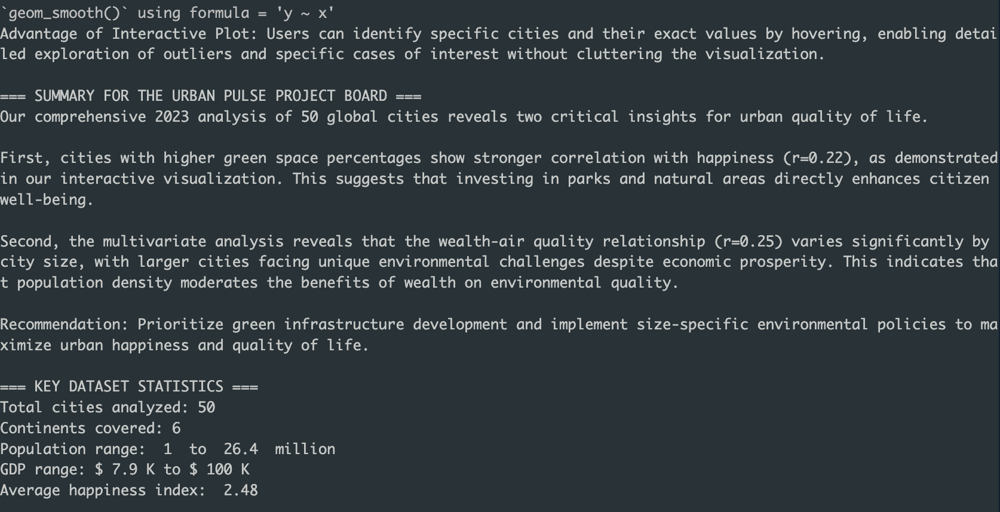 `geom_smooth()` using formula = 'y ~ x'
Advantage of Interactive Plot: Users can identify specific cities and their exact values by hovering, enabling detai
led exploration of outliers and specific cases of interest without cluttering the visualization.
=== SUMMARY FOR THE URBAN PULSE PROJECT BOARD ===
Our comprehensive 2023 analysis of 50 global cities reveals two critical insights for urban quality of life.
First, cities with higher green space percentages show stronger correlation with happiness (r=0.22), as demonstrated
in our interactive visualization. This suggests that investing in parks and natural areas directly enhances citizen
well-being.
Second, the multivariate analysis reveals that the wealth-air quality relationship (r=0.25) varies significantly by
city size, with larger cities facing unique environmental challenges despite economic prosperity. This indicates tha
t population density moderates the benefits of wealth on environmental quality.
Recommendation: Prioritize green infrastructure development and implement size-specific environmental policies to ma
ximize urban happiness and quality of life.
=== KEY DATASET STATISTICS ===
Total cities analyzed: 50
Continents covered: 6
Population range:  1  to  26.4  million
GDP range: $ 7.9 K to $ 100 K
Average happiness index:  2.48